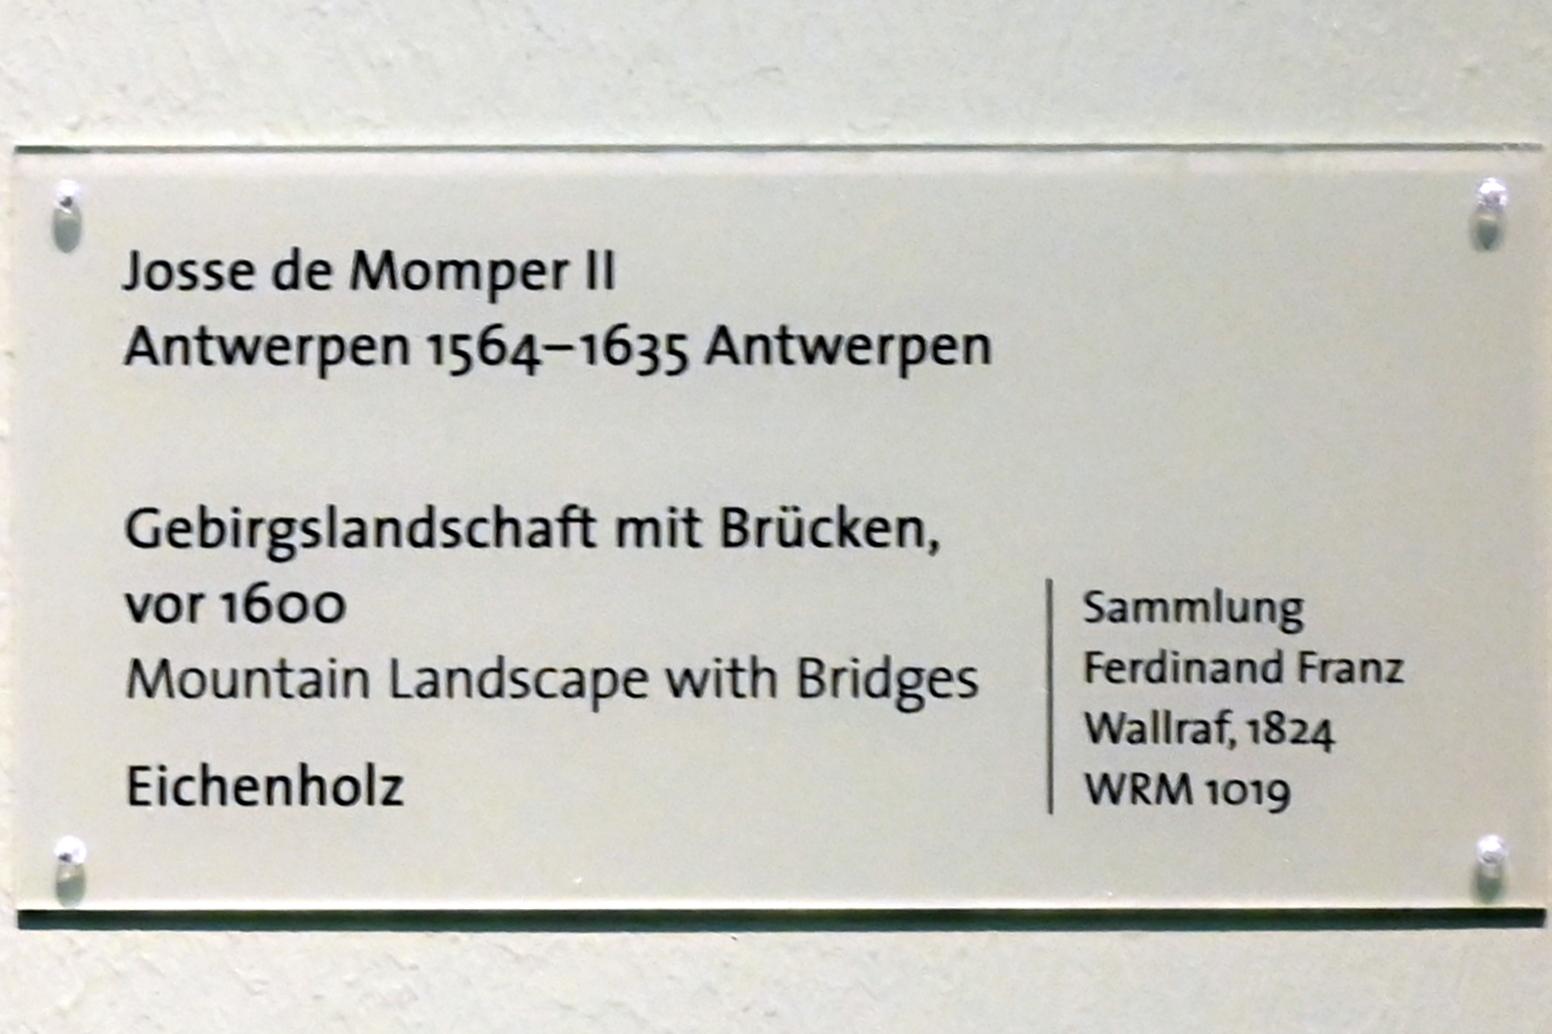 Josse de Momper II
Antwerpen 1564–1635 Antwerpen
Gebirgslandschaft mit Brücken,
vor 1600
Mountain Landscape with Bridges
Eichenholz
Sammlung
Ferdinand Franz
Wallraf, 1824
WRM 1019